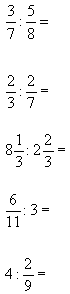 3/7 : 5/8 =
2/3 : 2/7 =
8 1/3 : 2 2/3 =
6/11 : 3 =
4 : 2/9 =